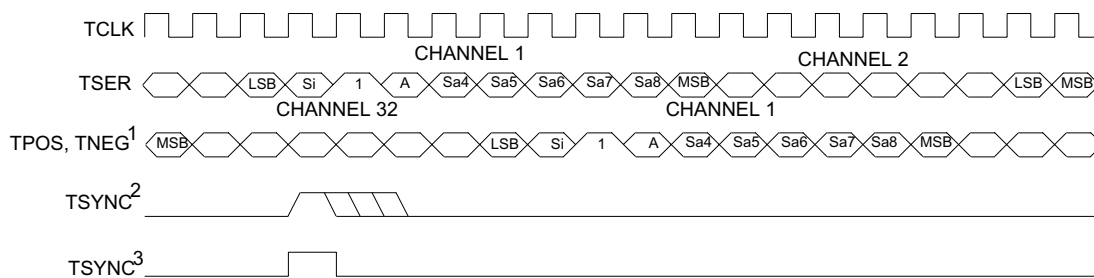 TCLK
CHANNEL 1 CHANNEL 2
TSER LSB Si 1 A Sa4 Sa5 Sa6 Sa7 Sa8 MSB LSB MSB
CHANNEL 32 CHANNEL 1
TPOS, TNEG1 MSB LSB Si 1 A Sa4 Sa5 Sa6 Sa7 Sa8 MSB
TSYNC2
TSYNC3